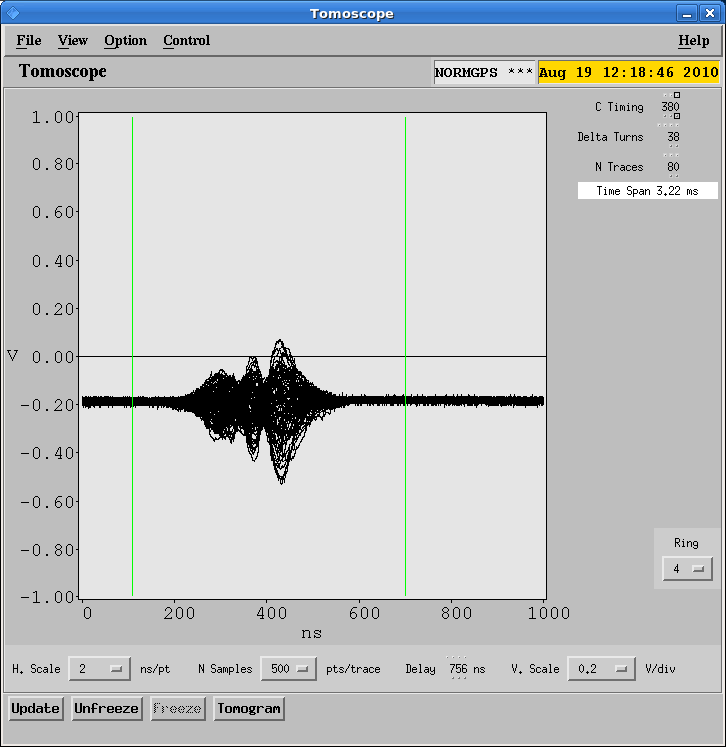 Tomoscope
File View Option Control Help
Tomoscope NORMGPS *** Aug 19 12:18:46 2010
C Timing 380
Delta Turns 38
N Traces 80
Time Span 3.22 ms
1.00
0.80
0.60
0.40
0.20
V 0.00
-0.20
-0.40
-0.60
-0.80
-1.00
0 200 400 600 800 1000
ns
Ring
4
H. Scale 2 ns/pt N Samples 500 pts/trace Delay 756 ns V. Scale 0.2 V/div
Update Unfreeze Freeze Tomogram